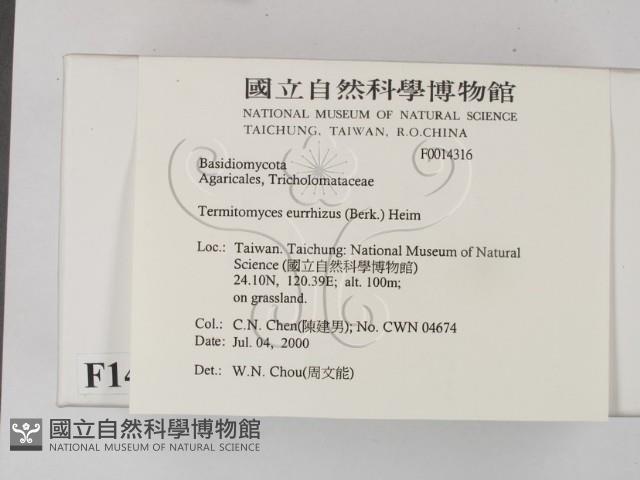 國立自然科學博物館
NATIONAL MUSEUM OF NATURAL SCIENCE
TAICHUNG, TAIWAN, R.O.CHINA
F0014316
Basidiomycota
Agaricales, Tricholomataceae
Termitomyces eurrhizus (Berk.) Heim
Loc.: Taiwan. Taichung: National Museum of Natural
Science (國立自然科學博物館)
24.10N, 120.39E; alt. 100m;
on grassland.
Col.: C.N. Chen(陳建男); No. CWN 04674
Date: Jul. 04, 2000
Det.: W.N. Chou(周文能)
F14
國立自然科學博物館
NATIONAL MUSEUM OF NATURAL SCIENCE